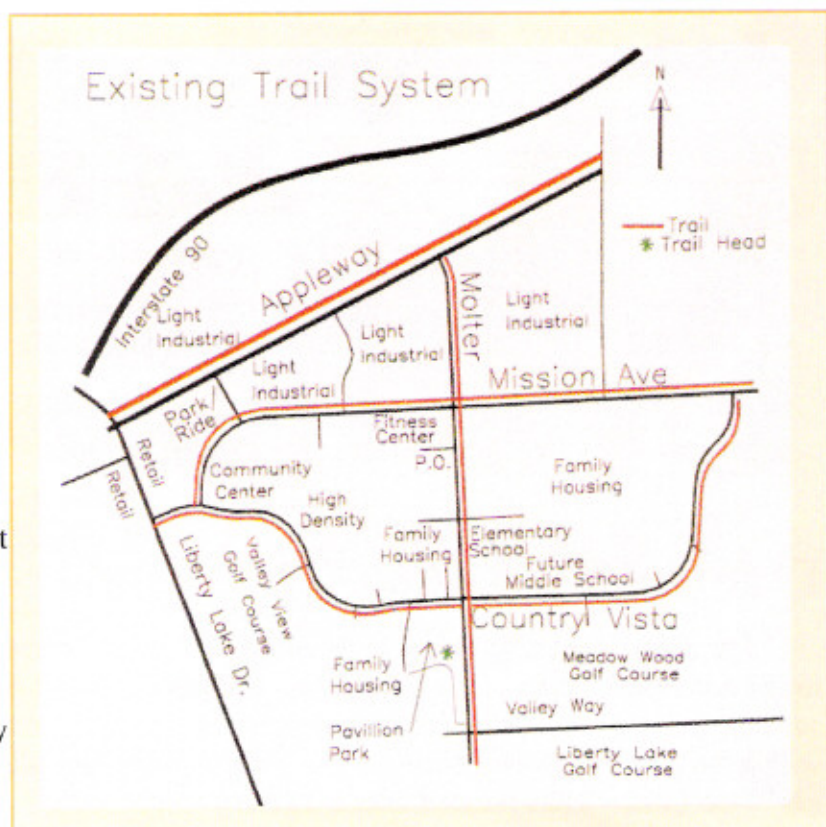 Existing Trail System
N
Trail
Trail Head
Interstate 90
Appleway
Light
Industrial
Light
Industrial
Light
Industrial
Molter
Light
Industrial
Mission Ave
Park/
Ride
Retail
Retail
Fitness
Center
P.O.
Community
Center
High
Density
Family
Housing
Family
Housing
Elementary
School
Future
Middle School
Valley View
Golf Course
Liberty Lake Dr.
Country Vista
Family
Housing
Pavillion
Park
Meadow Wood
Golf Course
Valley Way
Liberty Lake
Golf Course